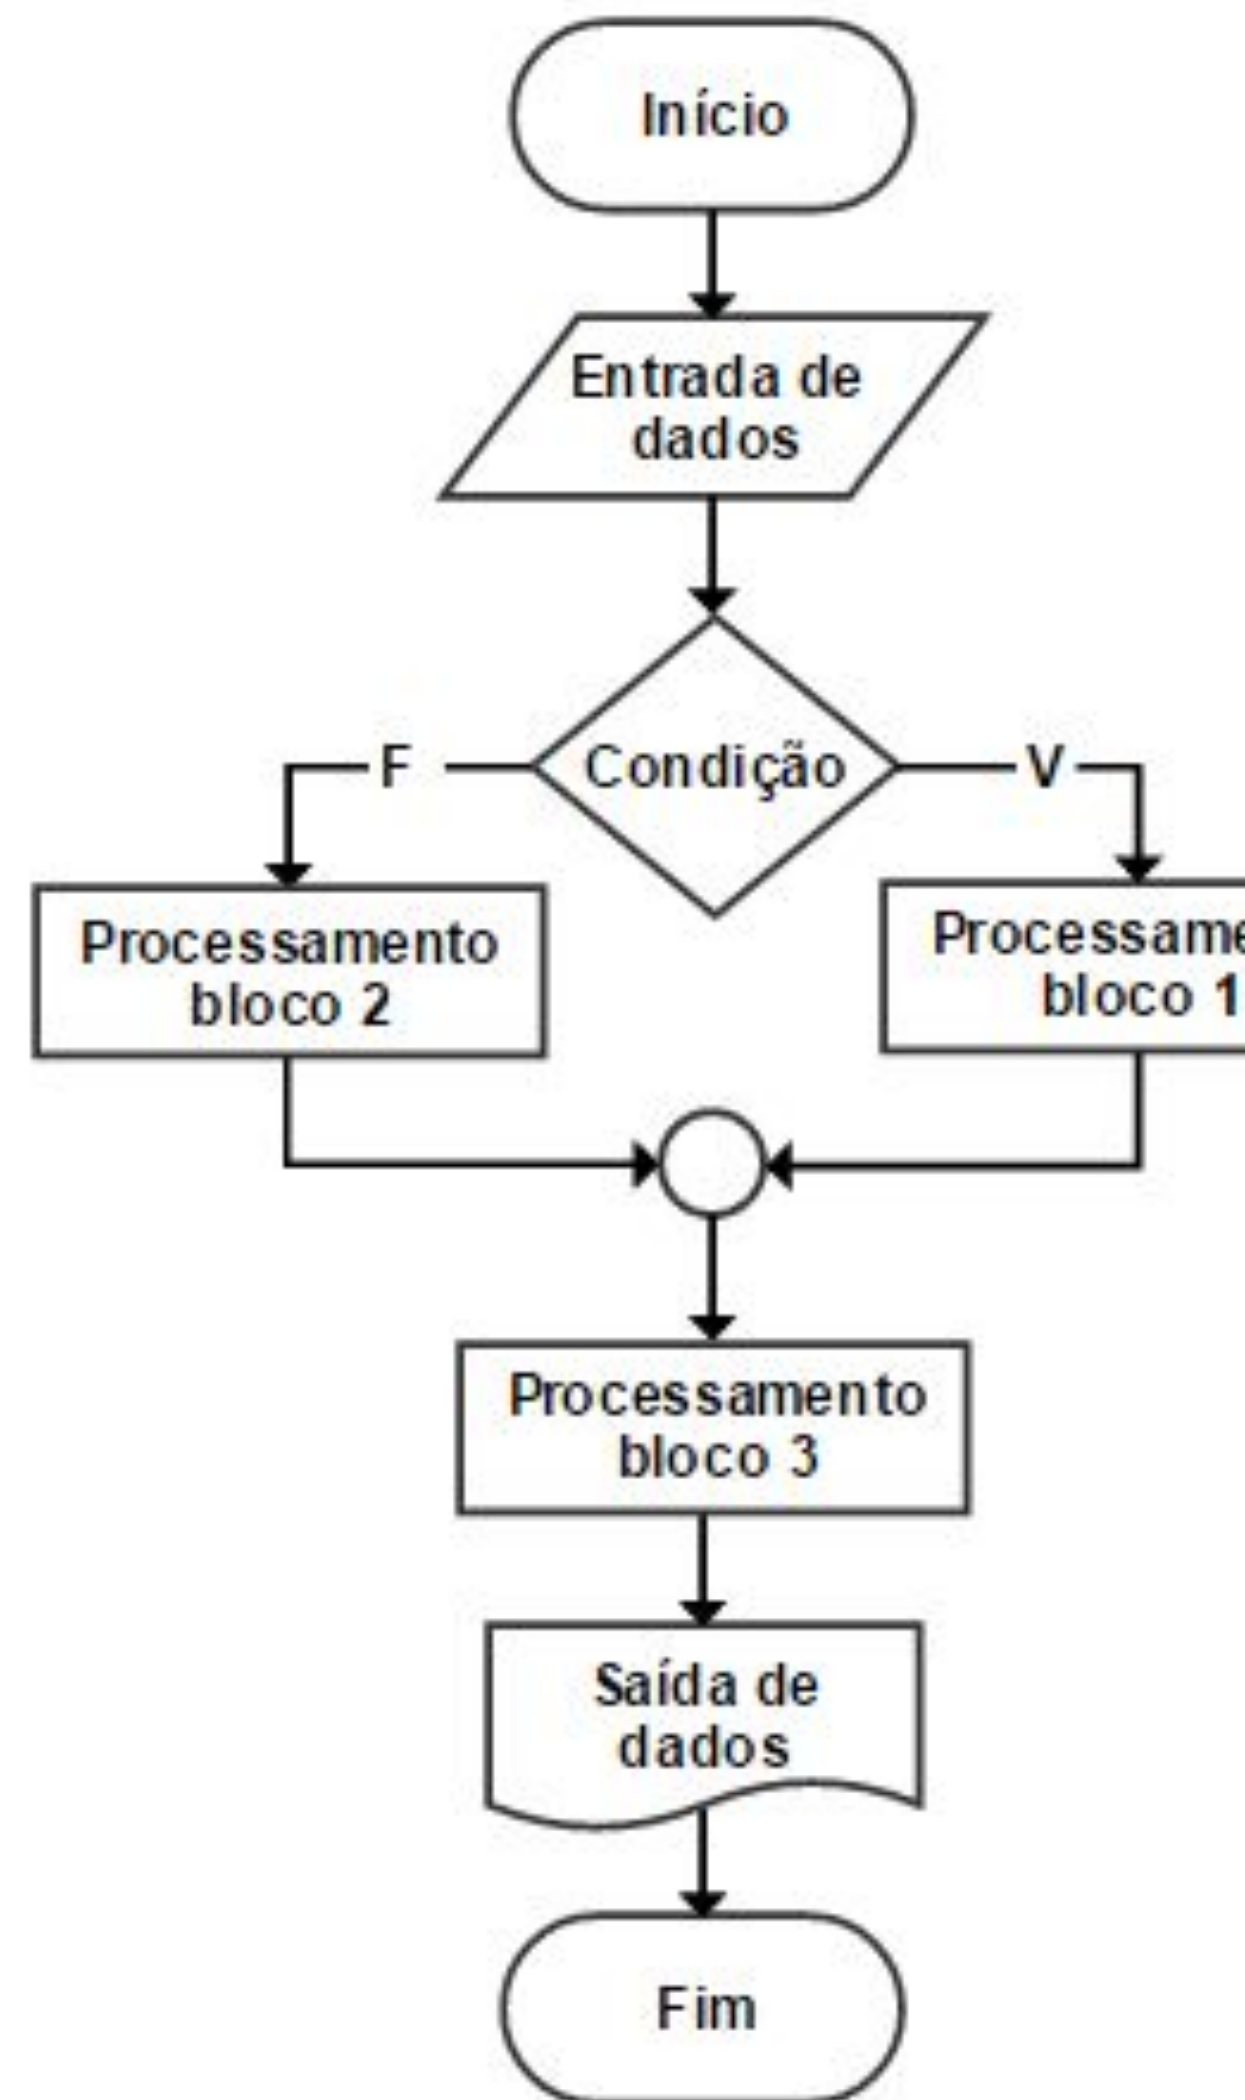 Início
Entrada de
dados
F
Condição
V
Processamento
bloco 2
bloco 1
Processamento
bloco 3
Saída de
dados
Fim